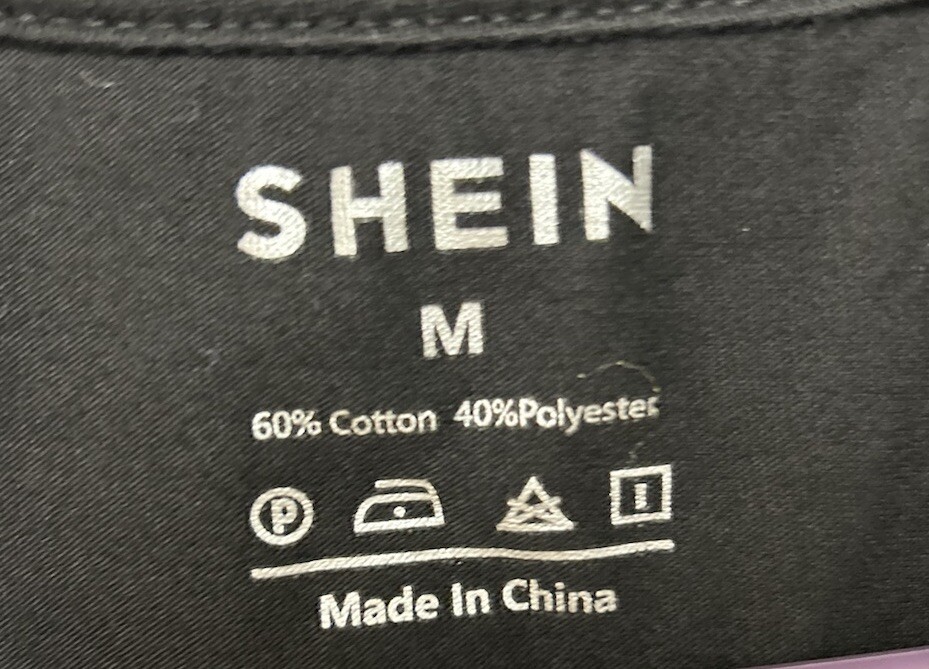 SHEIN
M
60% Cotton 40%Polyester
P
Made In China